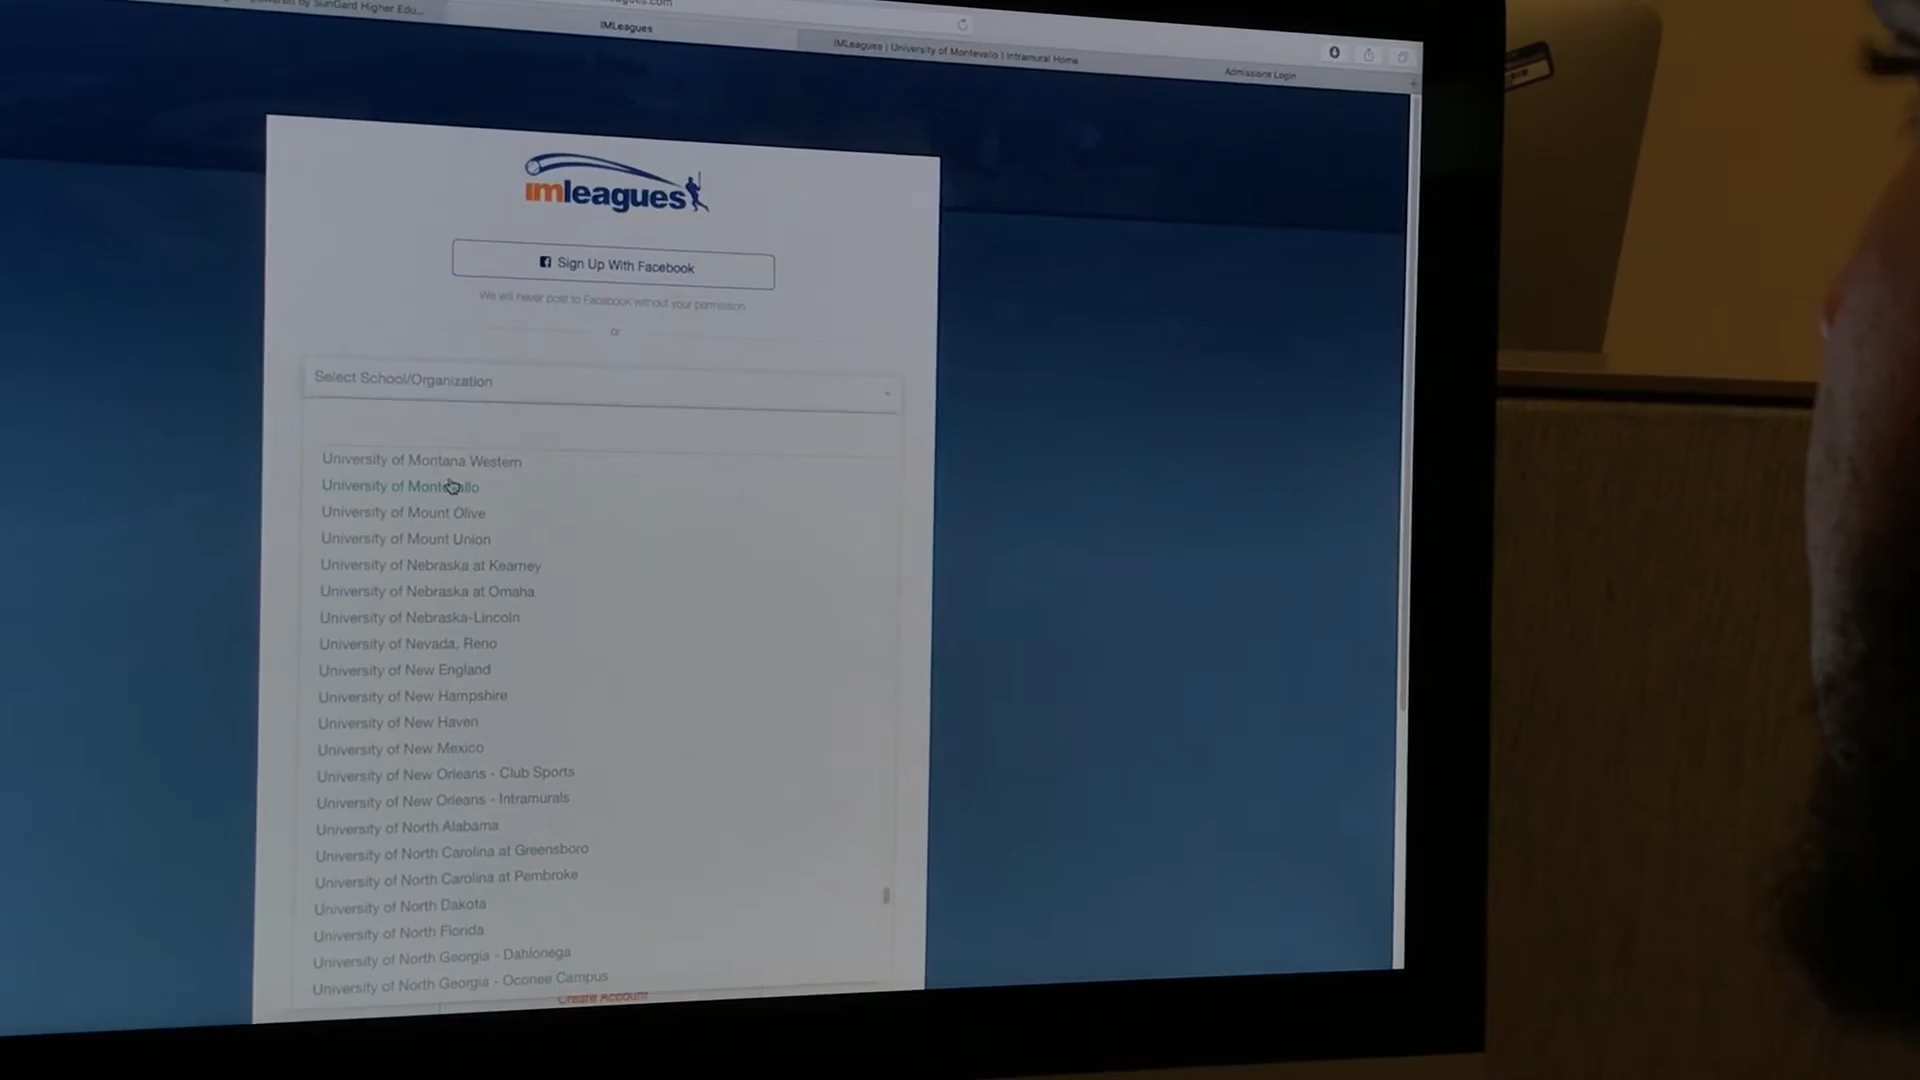 by SunGard Higher Edu...
IMLeagues
IMLeagues | University of Montevallo | Intramural Home
Admissions Login
imleagues
Sign Up With Facebook
We will never post to Facebook without your permission
or
Select School/Organization
University of Montana Western
University of Montevallo
University of Mount Olive
University of Mount Union
University of Nebraska at Kearney
University of Nebraska at Omaha
University of Nebraska-Lincoln
University of Nevada, Reno
University of New England
University of New Hampshire
University of New Haven
University of New Mexico
University of New Orleans - Club Sports
University of New Orleans - Intramurals
University of North Alabama
University of North Carolina at Greensboro
University of North Carolina at Pembroke
University of North Dakota
University of North Florida
University of North Georgia - Dahlonega
University of North Georgia - Oconee Campus
Create Account